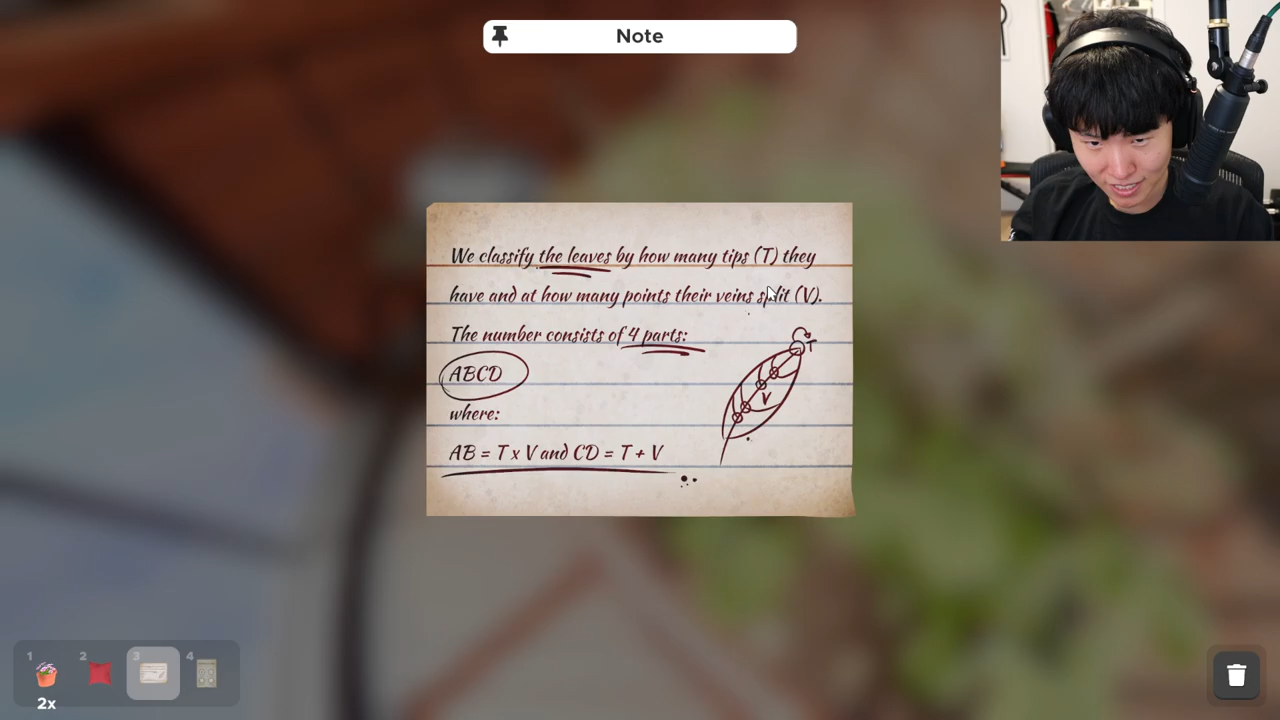 Note
We classify the leaves by how many tips (T) they
have and at how many points their veins split (V).
The number consists of 4 parts:
ABCD
where:
AB = T x V and CD = T + V
T
V
1
2
3
4
2x